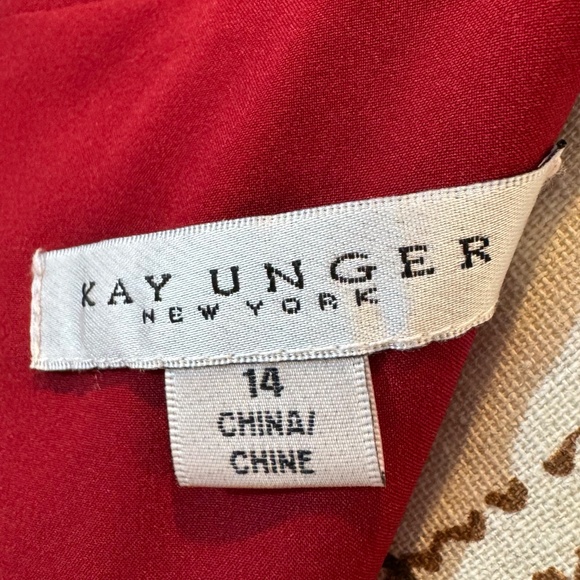 KAY UNGER
NEW YORK
14
CHINA/
CHINE